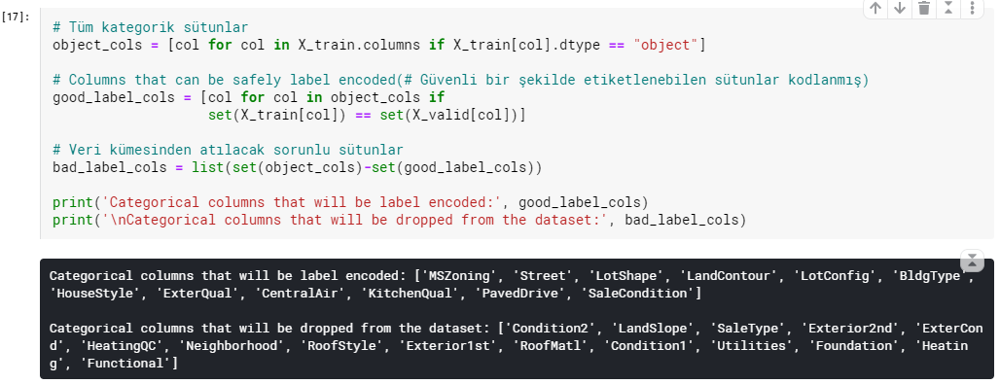 [17]:
# Tüm kategorik sütunlar
object_cols = [col for col in X_train.columns if X_train[col].dtype == "object"]
# Columns that can be safely label encoded(# Güvenli bir şekilde etiketlenebilen sütunlar kodlanmış)
good_label_cols = [col for col in object_cols if
                   set(X_train[col]) == set(X_valid[col])]
# Veri kümesinden atılacak sorunlu sütunlar
bad_label_cols = list(set(object_cols)-set(good_label_cols))
print('Categorical columns that will be label encoded:', good_label_cols)
print('\nCategorical columns that will be dropped from the dataset:', bad_label_cols)
Categorical columns that will be label encoded: ['MSZoning', 'Street', 'LotShape', 'LandContour', 'LotConfig', 'BldgType',
'HouseStyle', 'ExterQual', 'CentralAir', 'KitchenQual', 'PavedDrive', 'SaleCondition']
Categorical columns that will be dropped from the dataset: ['Condition2', 'LandSlope', 'SaleType', 'Exterior2nd', 'ExterCon
d', 'HeatingQC', 'Neighborhood', 'RoofStyle', 'Exterior1st', 'RoofMatl', 'Condition1', 'Utilities', 'Foundation', 'Heatin
g', 'Functional']